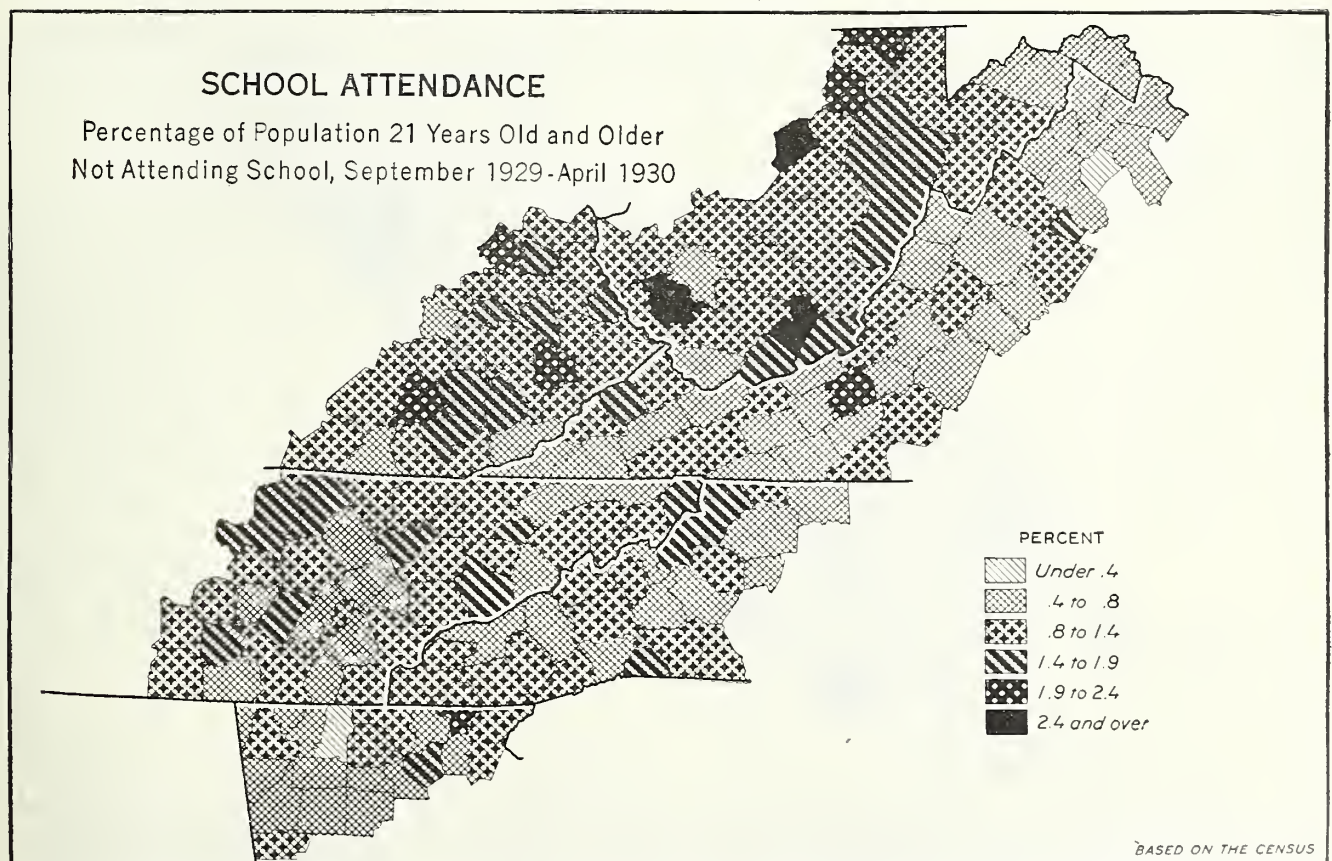 SCHOOL ATTENDANCE
Percentage of Population 21 Years Old and Older
Not Attending School, September 1929-April 1930
PERCENT
Under .4
.4 to .8
.8 to 1.4
1.4 to 1.9
1.9 to 2.4
2.4 and over
BASED ON THE CENSUS